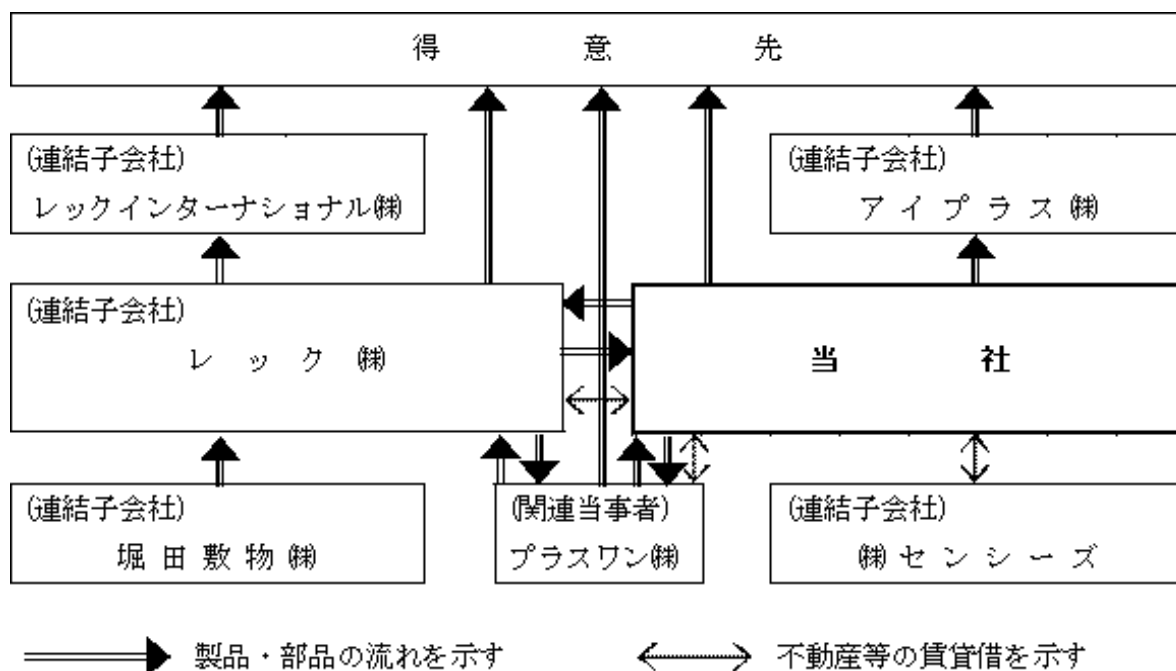 得意先
(連結子会社)
レックインターナショナル㈱
(連結子会社)
アイプラス㈱
(連結子会社)
レック㈱
当社
(連結子会社)
堀田敷物㈱
(関連当事者)
プラスワン㈱
(連結子会社)
㈱センシーズ
製品・部品の流れを示す
不動産等の賃貸借を示す